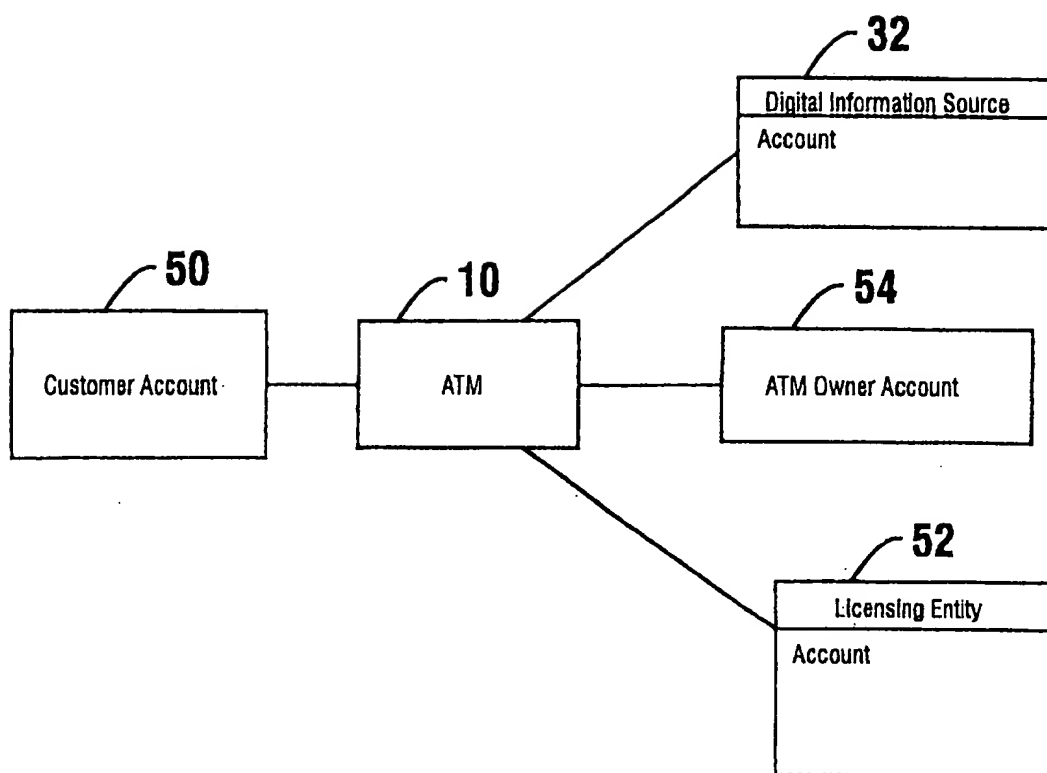 32
Digital Information Source
Account
50
10
54
Customer Account
ATM
ATM Owner Account
52
Licensing Entity
Account